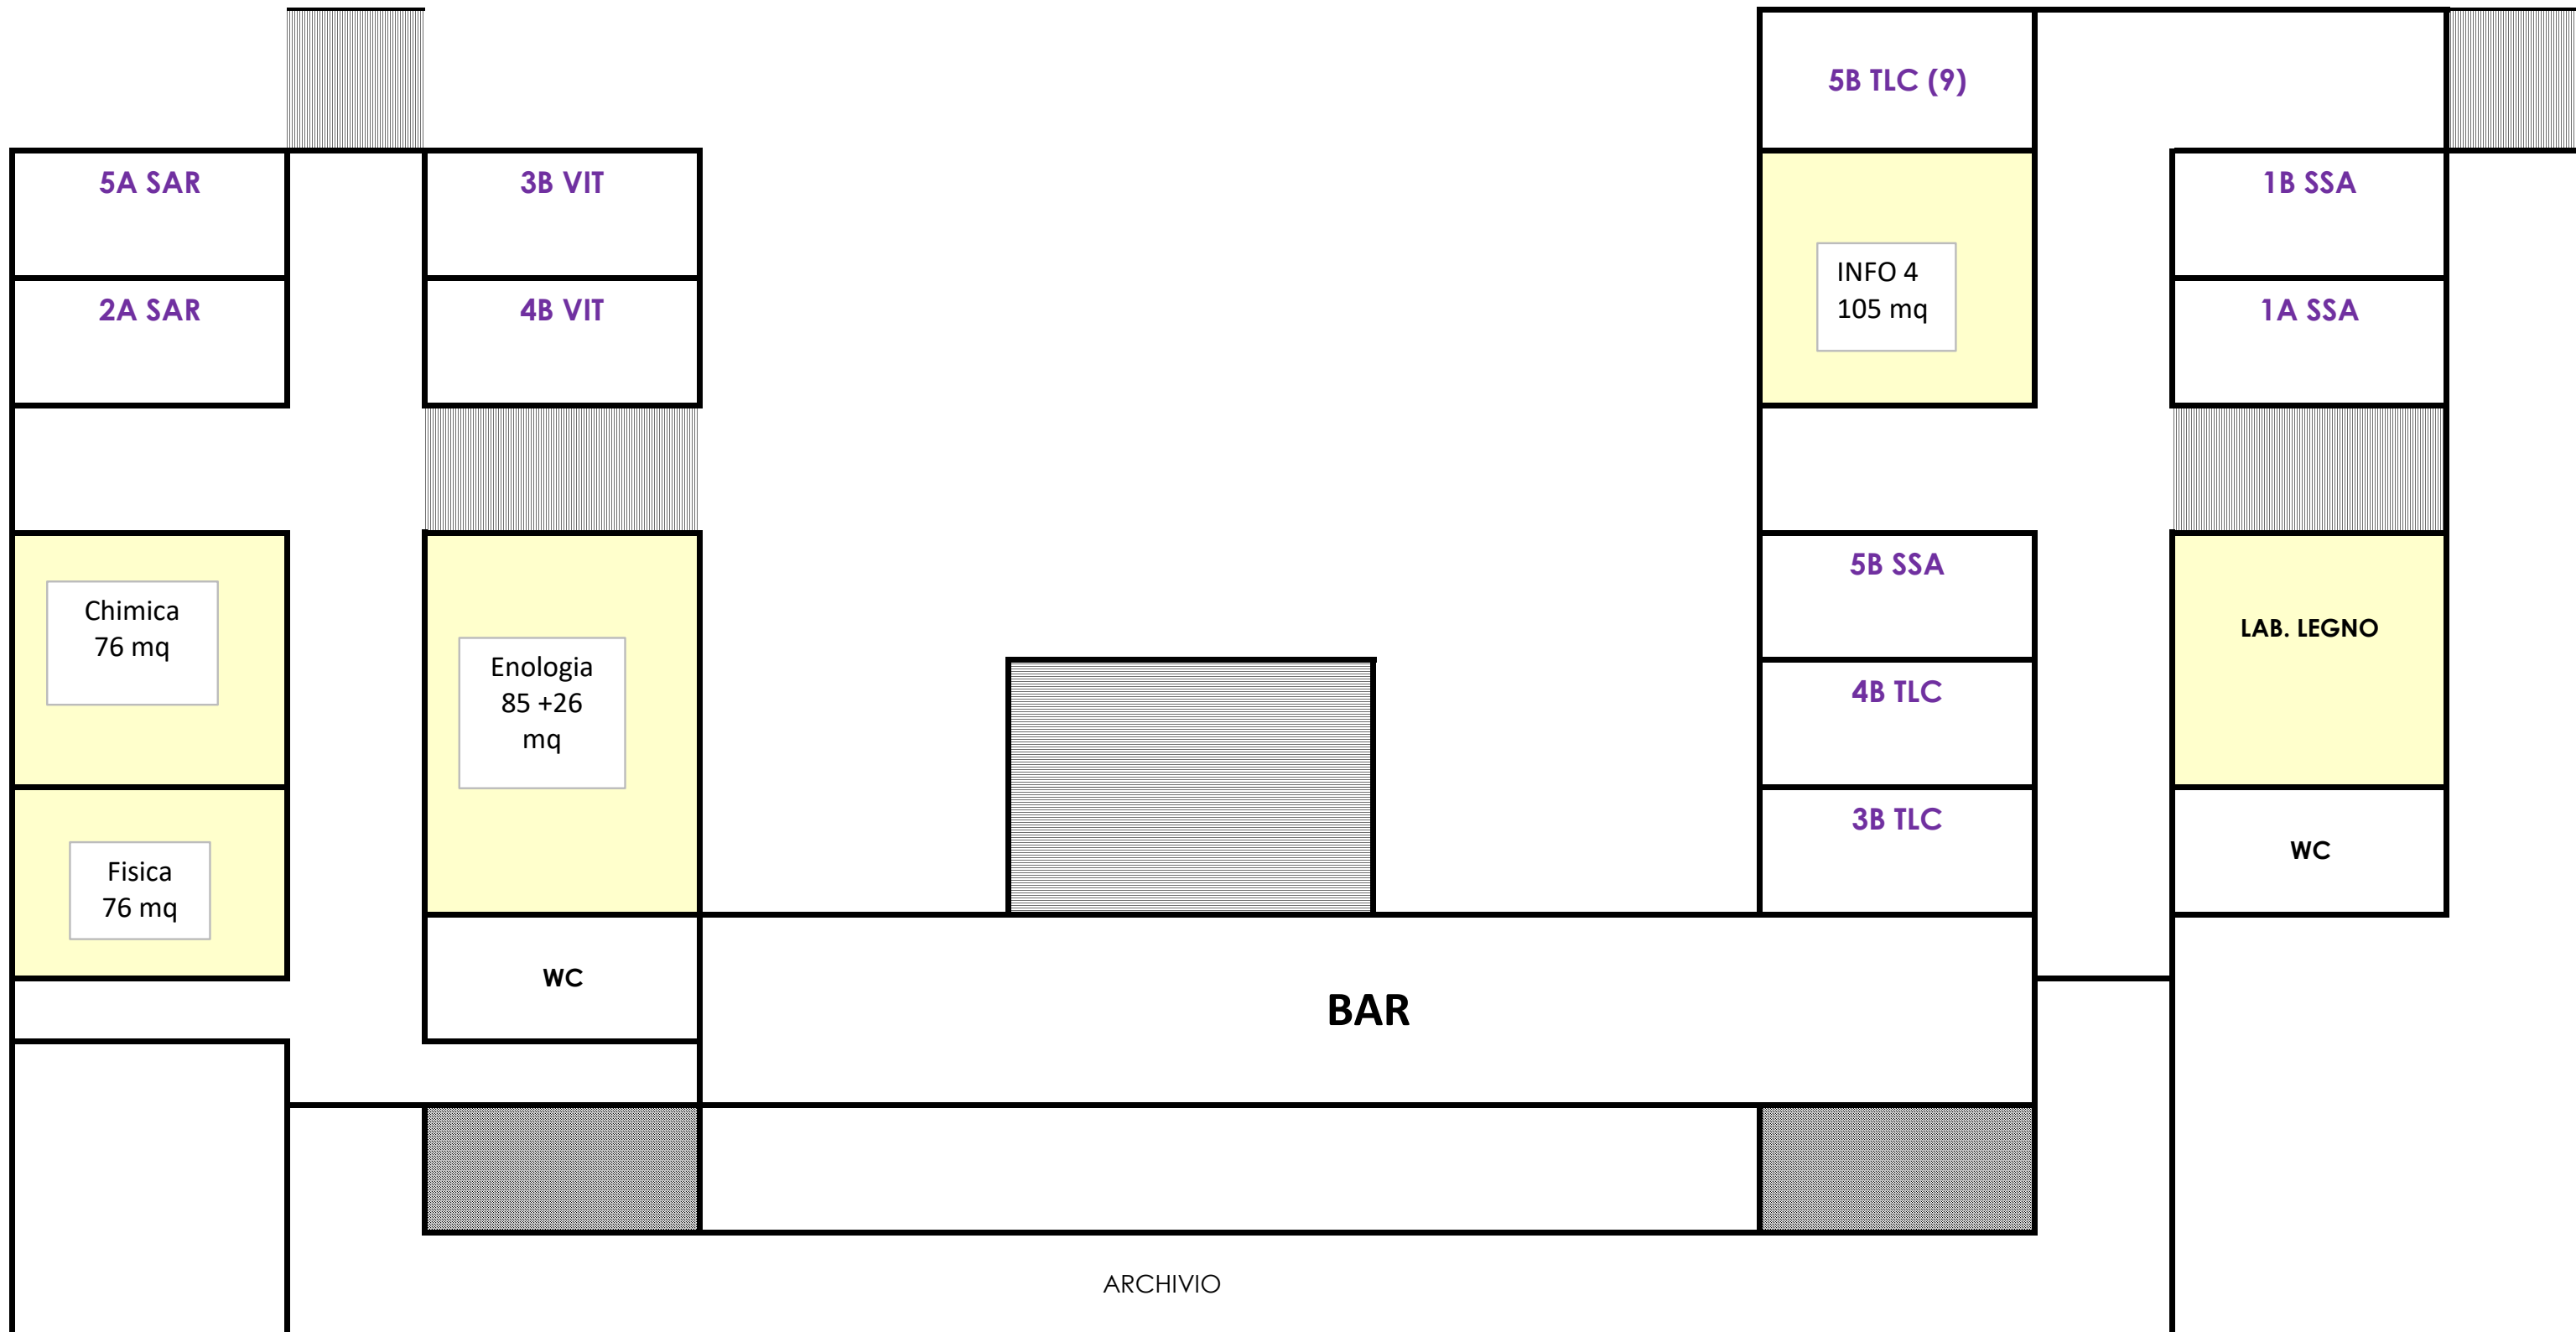 5B TLC (9)
5A SAR
3B VIT
1B SSA
INFO 4
105 mq
2A SAR
4B VIT
1A SSA
5B SSA
Chimica
76 mq
LAB. LEGNO
Enologia
85 +26
mq
4B TLC
3B TLC
WC
Fisica
76 mq
WC
BAR
ARCHIVIO